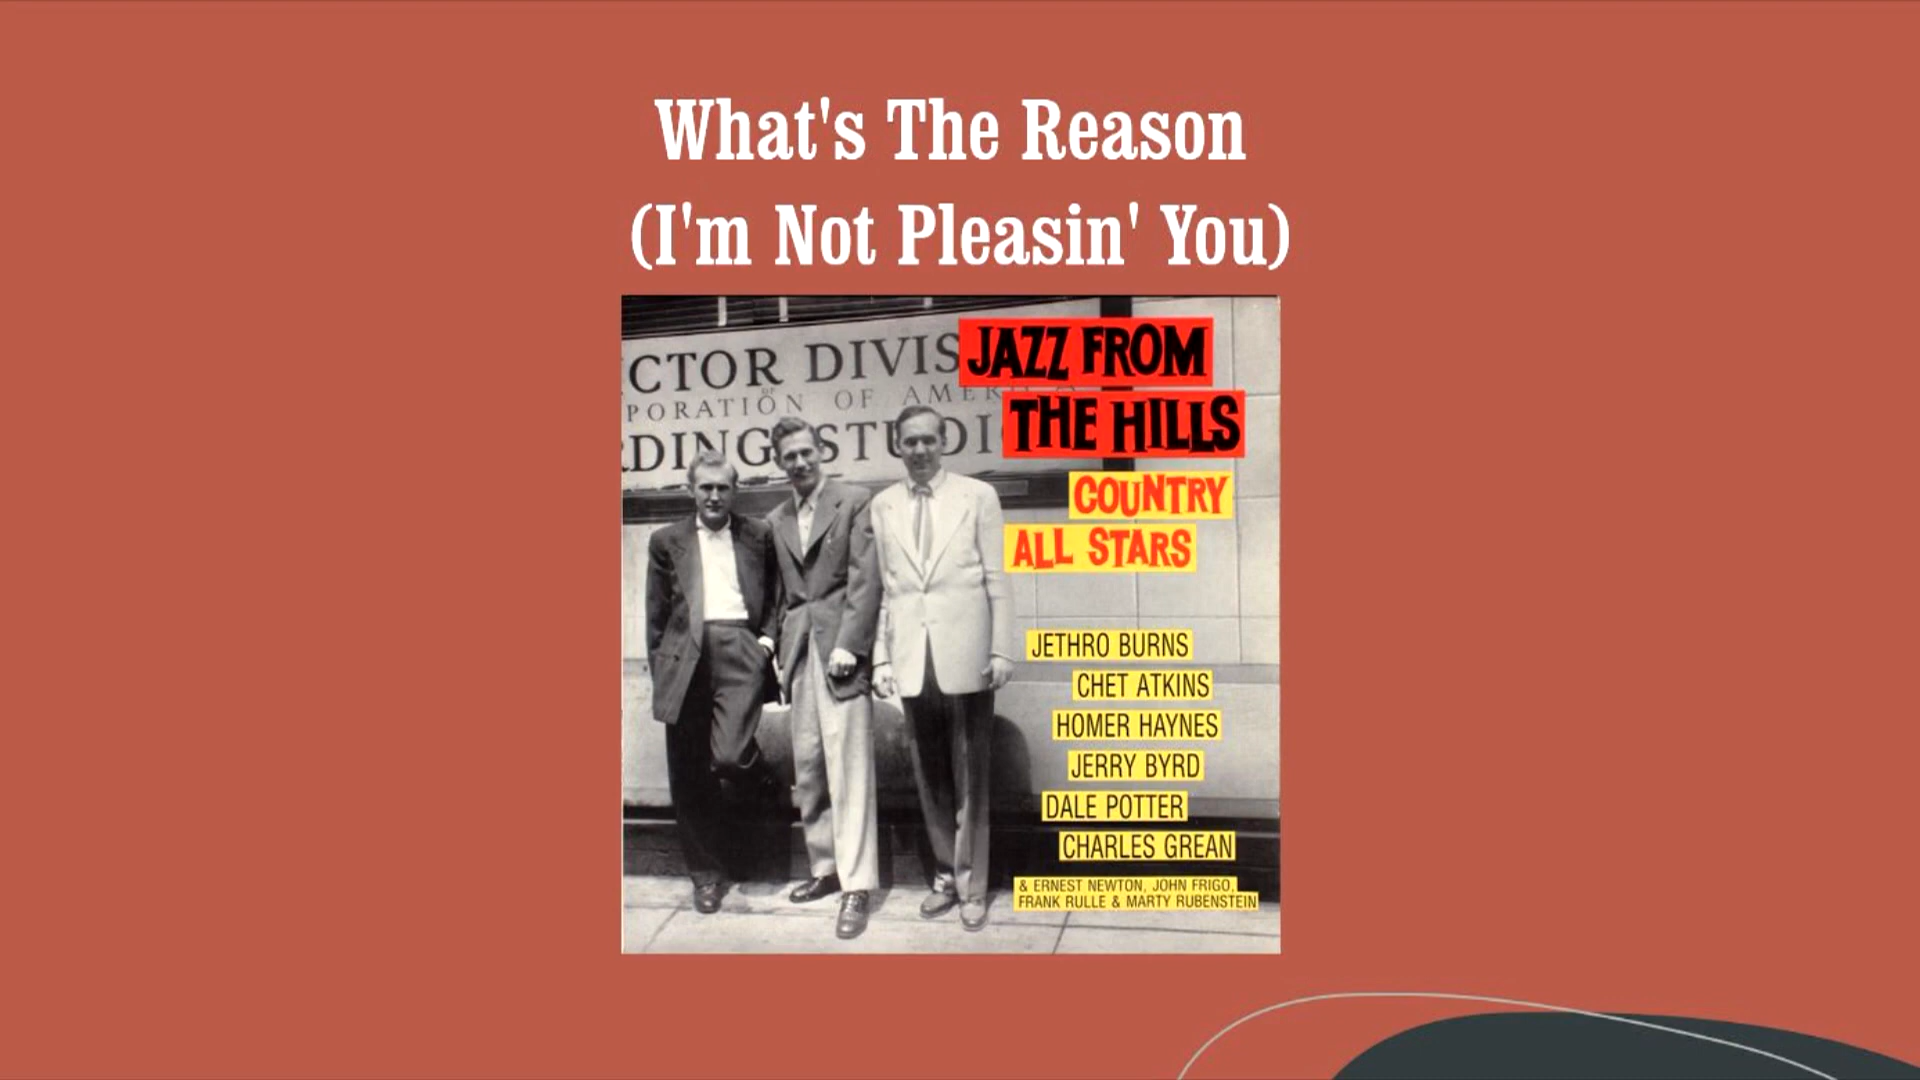 What's The Reason
(I'm Not Pleasin' You)
CTOR DIVIS
PORATION OF AMER
RDING STUDI
JAZZ FROM
THE HILLS
COUNTRY
ALL STARS
JETHRO BURNS
CHET ATKINS
HOMER HAYNES
JERRY BYRD
DALE POTTER
CHARLES GREAN
& ERNEST NEWTON, JOHN FRIGO,
FRANK RULLE & MARTY RUBENSTEIN